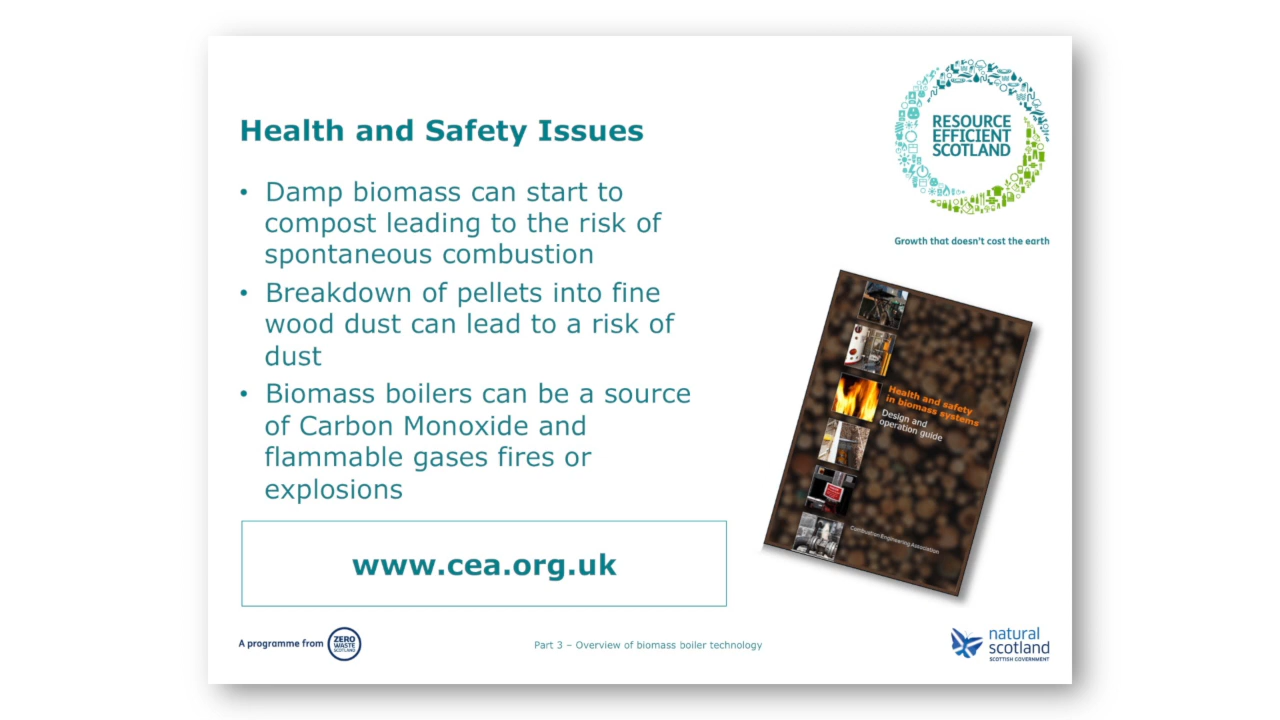 Health and Safety Issues
RESOURCE
EFFICIENT
SCOTLAND
Growth that doesn't cost the earth
• Damp biomass can start to
compost leading to the risk of
spontaneous combustion
• Breakdown of pellets into fine
wood dust can lead to a risk of
dust
• Biomass boilers can be a source
of Carbon Monoxide and
flammable gases fires or
explosions
Health and safety
in biomass systems
Design and
operation guide
Combustion Engineering Association
www.cea.org.uk
A programme from
ZERO
WASTE
SCOTLAND
Part 3 – Overview of biomass boiler technology
natural
scotland
SCOTTISH GOVERNMENT